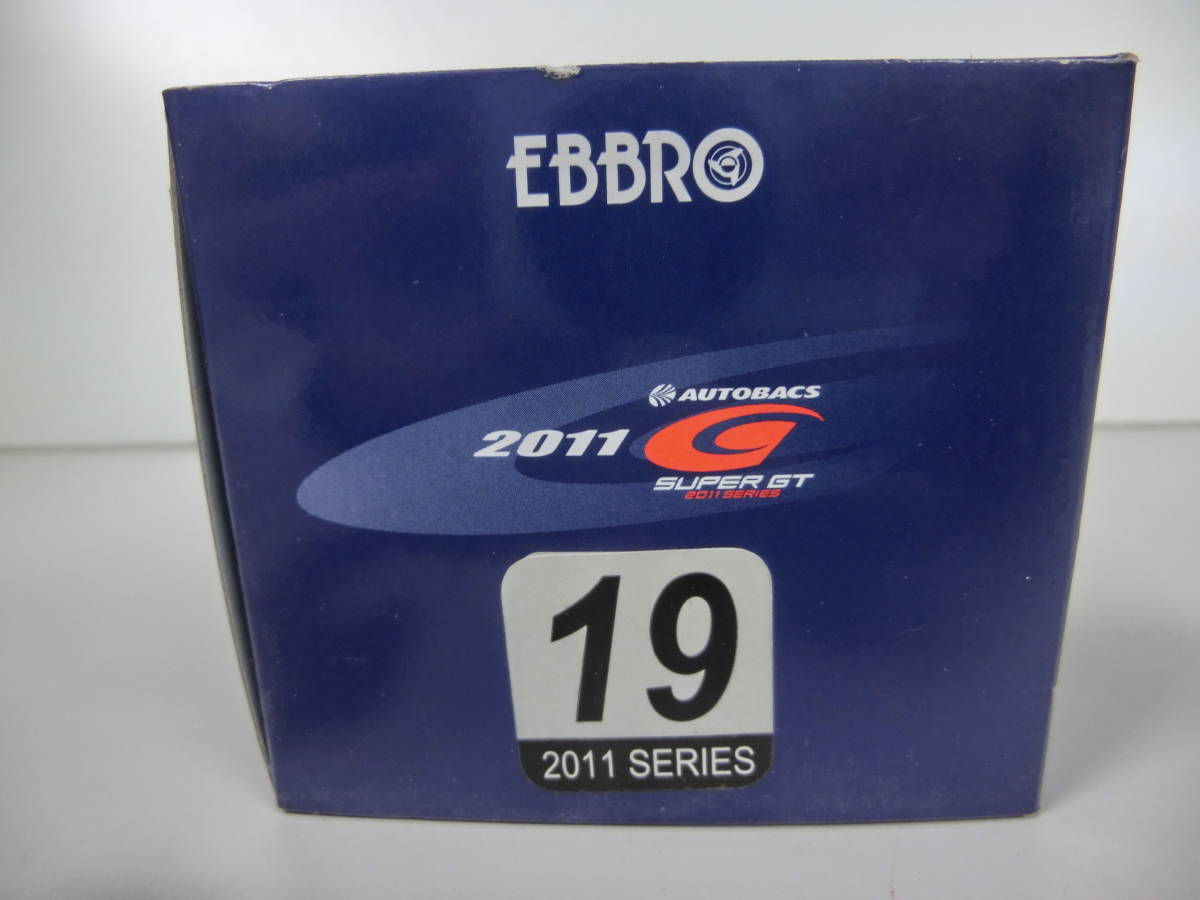 EBBRO
AUTOBACS
2011
SUPER GT
2011 SERIES
19
2011 SERIES